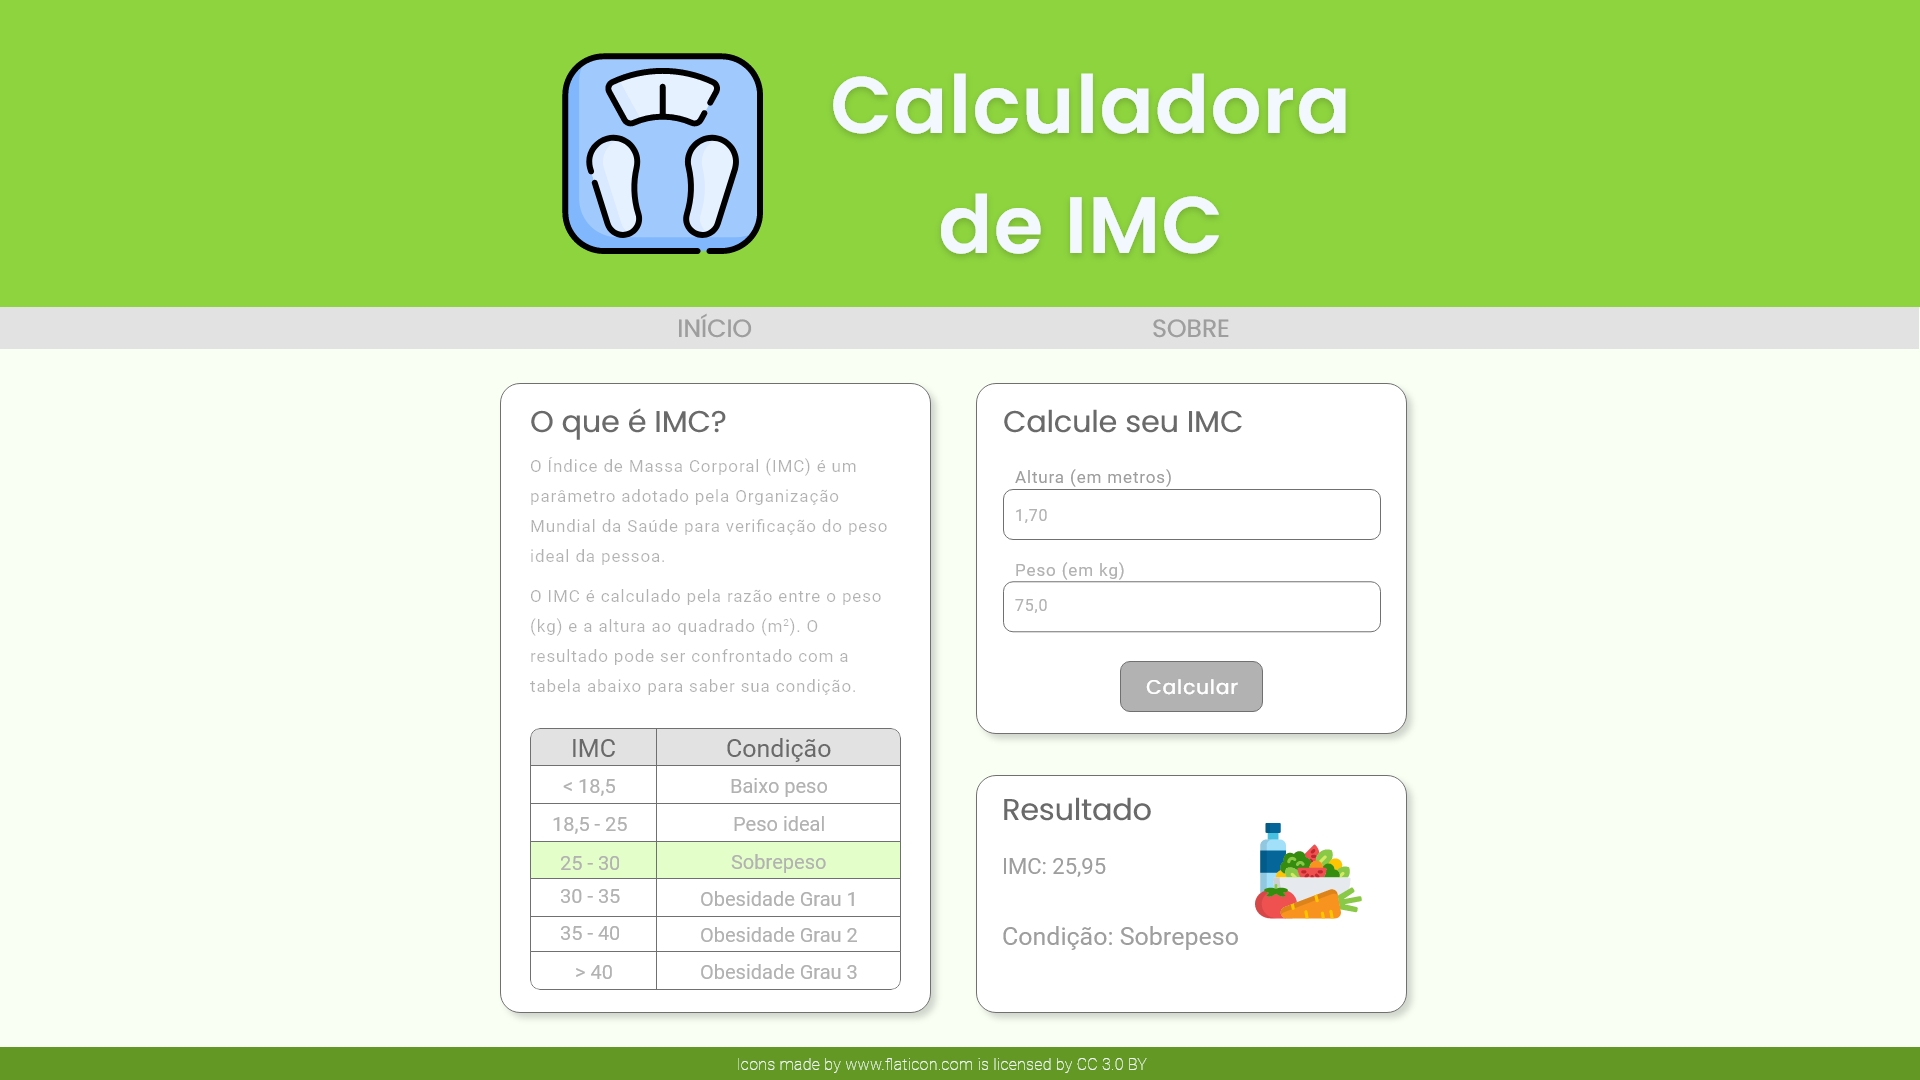 Calculadora
de IMC
INÍCIO
SOBRE
O que é IMC?
O Índice de Massa Corporal (IMC) é um
parâmetro adotado pela Organização
Mundial da Saúde para verificação do peso
ideal da pessoa.
O IMC é calculado pela razão entre o peso
(kg) e a altura ao quadrado (m²). O
resultado pode ser confrontado com a
tabela abaixo para saber sua condição.
IMC Condição
< 18,5 Baixo peso
18,5 - 25 Peso ideal
25 - 30 Sobrepeso
30 - 35 Obesidade Grau 1
35 - 40 Obesidade Grau 2
> 40 Obesidade Grau 3
Calcule seu IMC
Altura (em metros)
1,70
Peso (em kg)
75,0
Calcular
Resultado
IMC: 25,95
Condição: Sobrepeso
Icons made by www.flaticon.com is licensed by CC 3.0 BY